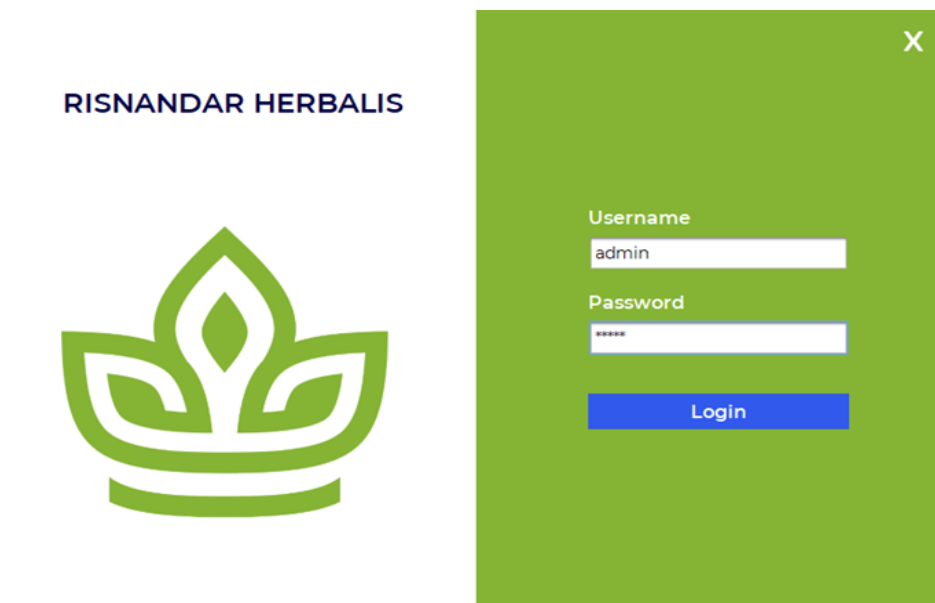 X
RISNANDAR HERBALIS
Username
admin
Password
*****
Login